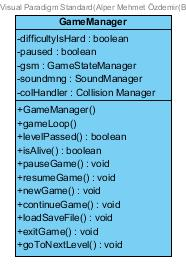 Visual Paradigm Standard(Alper Mehmet Özdemir(B
GameManager
-difficultyIsHard : boolean
-paused : boolean
-gsm : GameStateManager
-soundmng : SoundManager
-colHandler : Collision Manager
+GameManager()
+gameLoop()
+levelPassed() : boolean
+isAlive() : boolean
+pauseGame() : void
+resumeGame() : void
+newGame() : void
+continueGame() : void
+loadSaveFile() : void
+exitGame() : void
+goToNextLevel() : void